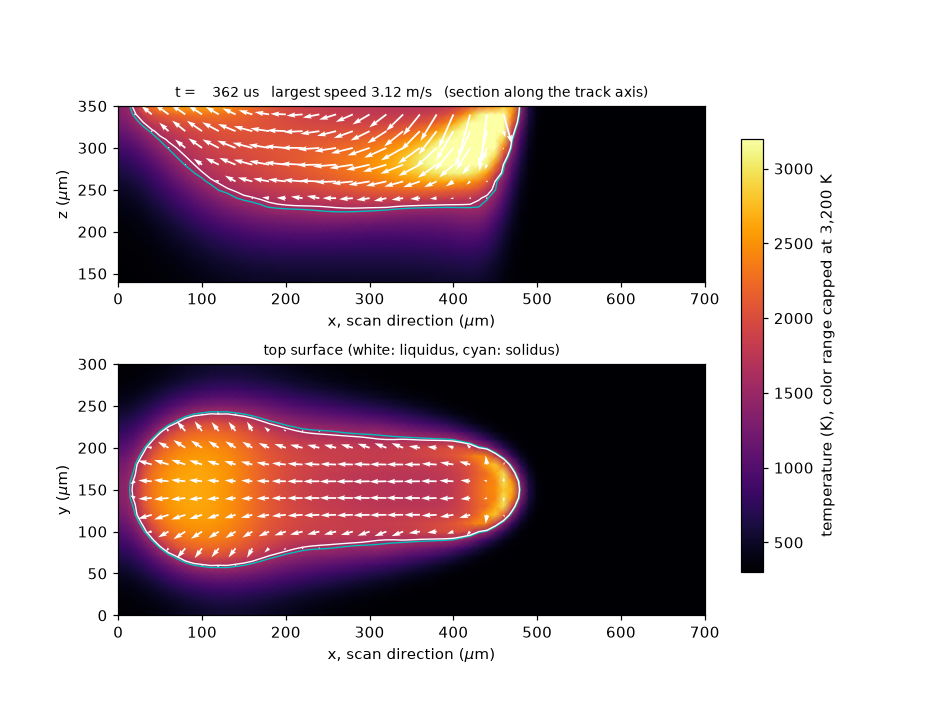 t =    362 us   largest speed 3.12 m/s   (section along the track axis)
350
300
250
200
150
z (μm)
0 100 200 300 400 500 600 700
x, scan direction (μm)
top surface (white: liquidus, cyan: solidus)
300
250
200
150
100
50
0
y (μm)
0 100 200 300 400 500 600 700
x, scan direction (μm)
3000
2500
2000
1500
1000
500
temperature (K), color range capped at 3,200 K